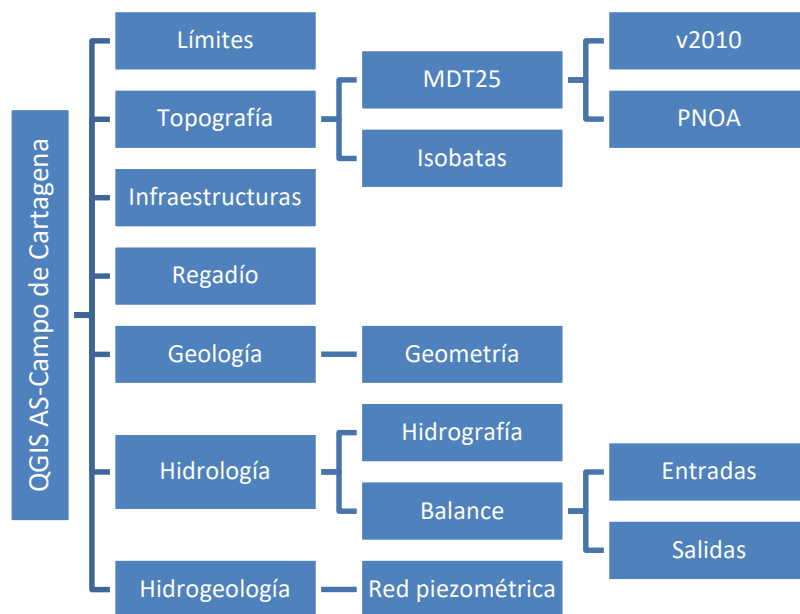 QGIS AS-Campo de Cartagena
Límites
Topografía
MDT25
v2010
PNOA
Isobatas
Infraestructuras
Regadío
Geología
Geometría
Hidrología
Hidrografía
Balance
Entradas
Salidas
Hidrogeología
Red piezométrica